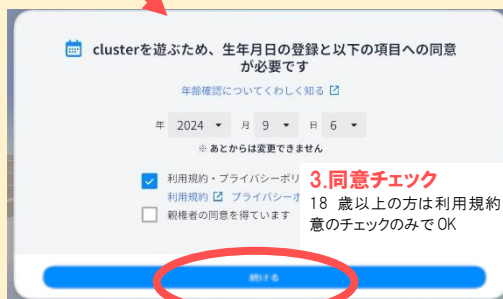 clusterを遊ぶため、生年月日の登録と以下の項目への同意
が必要です
年齢確認についてくわしく知る
年 2024 月 9 日 6
※ あとからは変更できません
利用規約・プライバシーポリ
利用規約 プライバシーポ
親権者の同意を得ています
3.同意チェック
18 歳以上の方は利用規約
意のチェックのみで OK
続ける